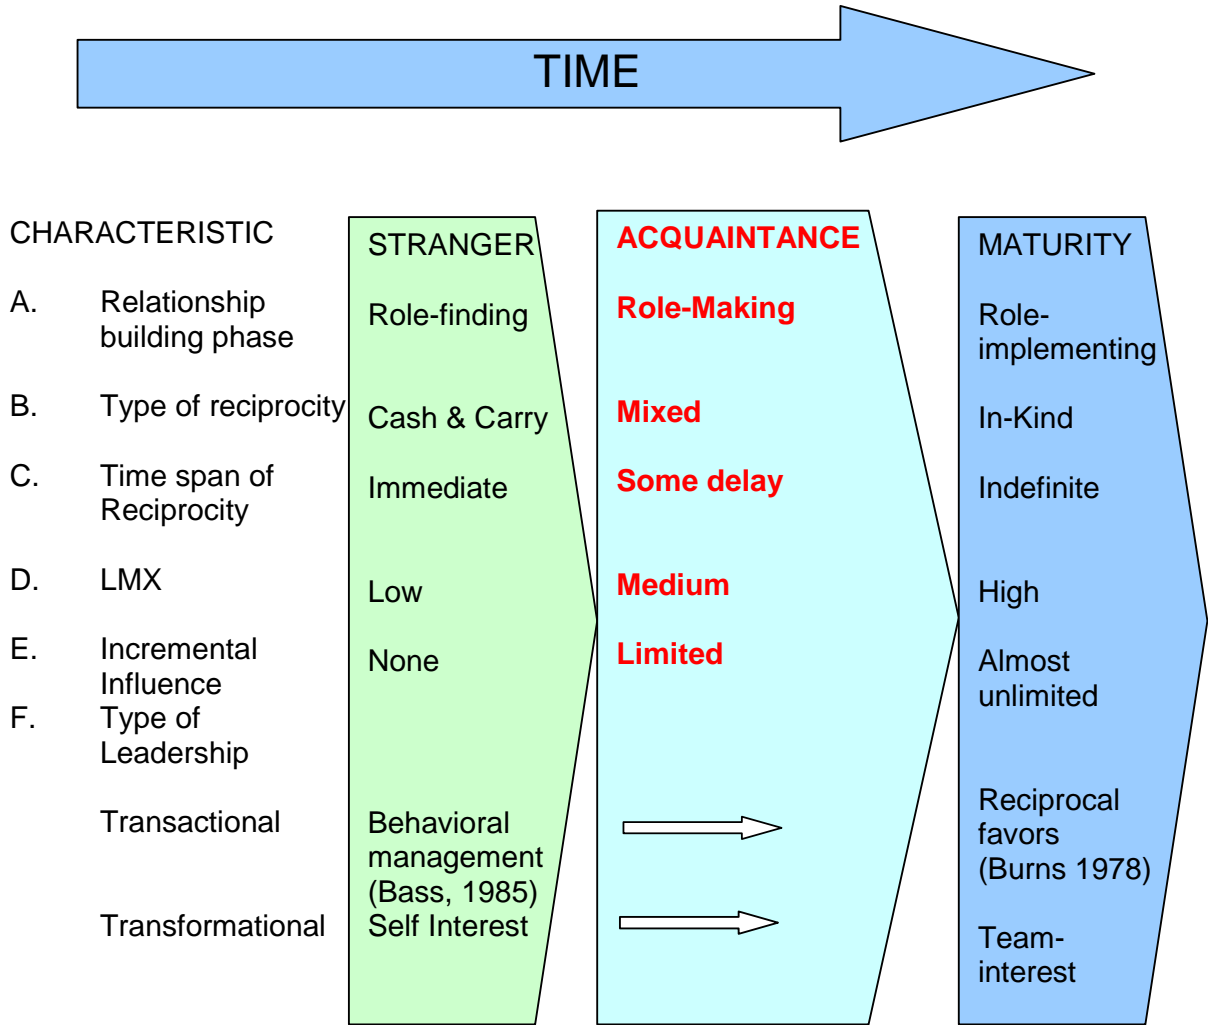 TIME
CHARACTERISTIC STRANGER ACQUAINTANCE MATURITY
A. Relationship building phase Role-finding Role-Making Role-
implementing
B. Type of reciprocity Cash & Carry Mixed In-Kind
C. Time span of Immediate Some delay Indefinite
Reciprocity
D. LMX Low Medium High
E. Incremental None Limited Almost
Influence unlimited
F. Type of
Leadership
Transactional Behavioral Reciprocal
management favors
(Bass, 1985) (Burns 1978)
Transformational Self Interest Team-
interest